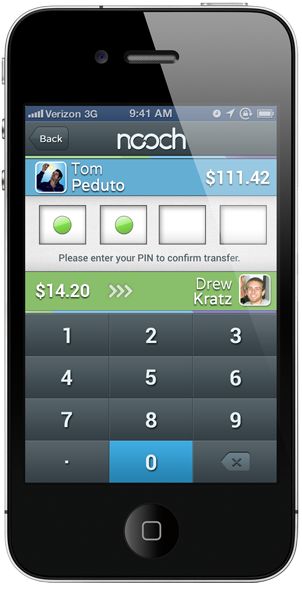 Verizon 3G 9:41 AM
Back nooch
Tom
Peduto $111.42
Please enter your PIN to confirm transfer.
$14.20 >>> Drew
Kratz
1 2 3
4 5 6
7 8 9
. 0